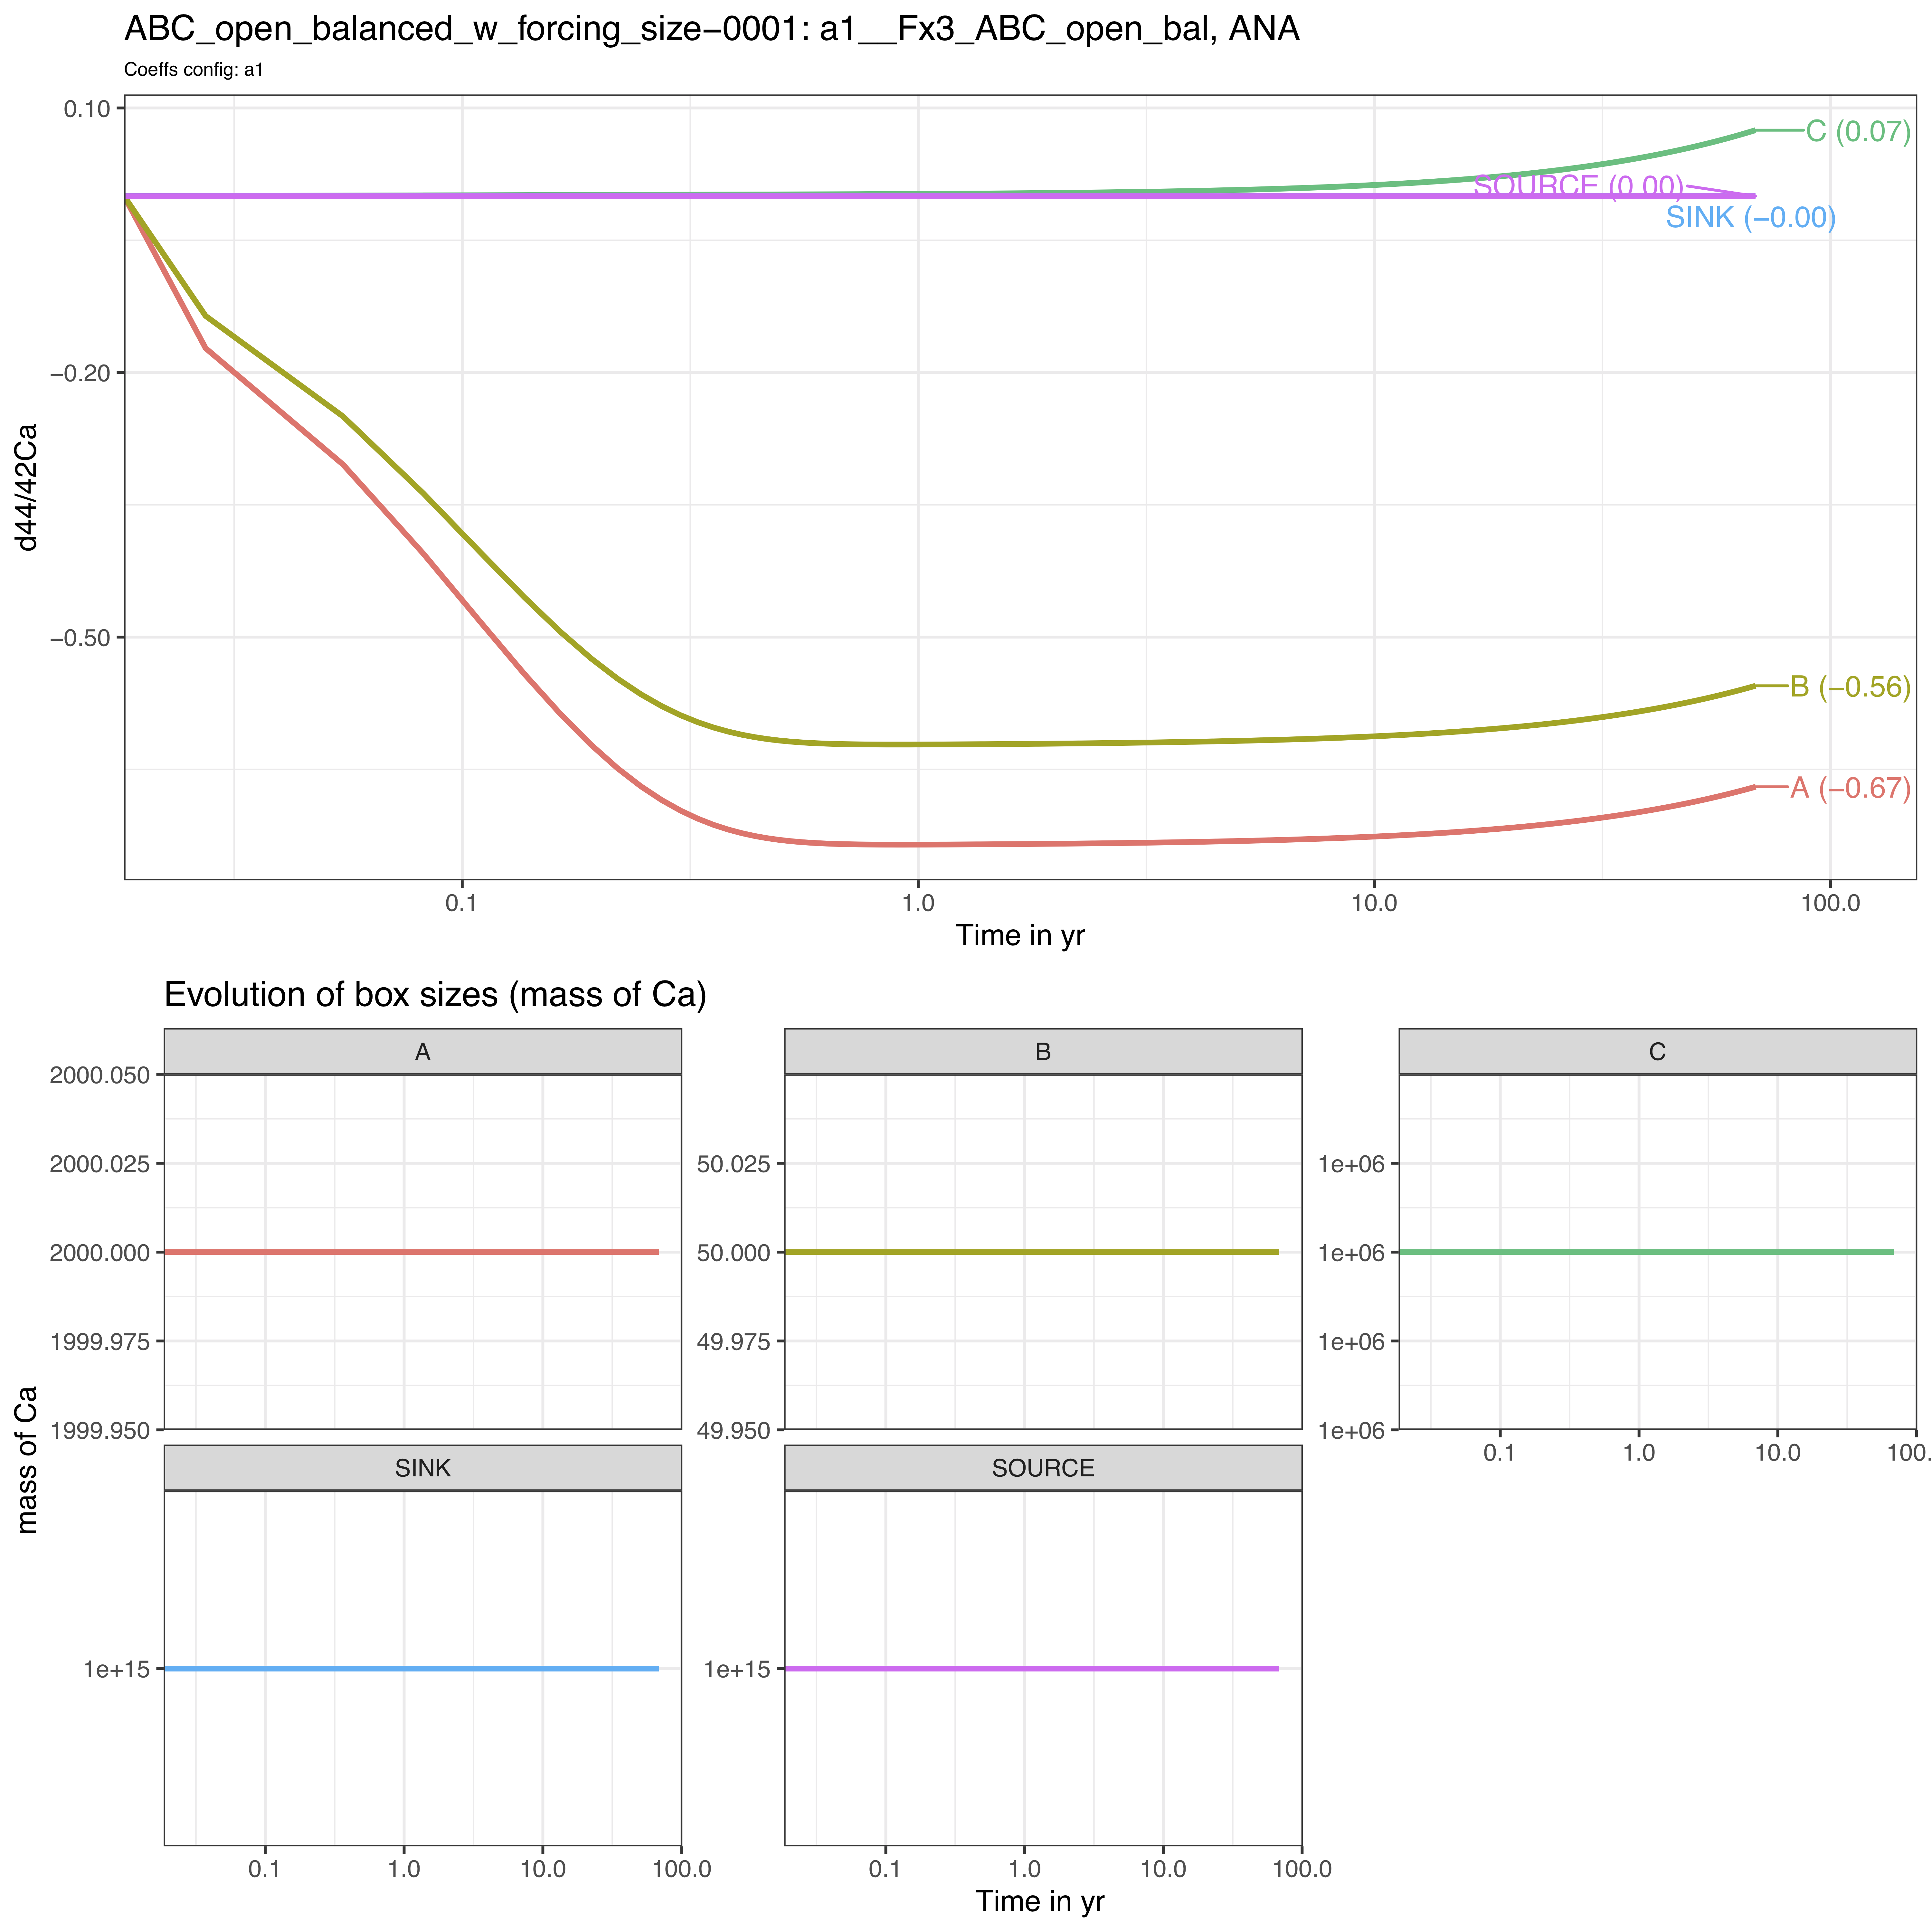 ABC_open_balanced_w_forcing_size−0001: a1__Fx3_ABC_open_bal, ANA
Coeffs config: a1
d44/42Ca
0.10
−0.20
−0.50
C (0.07)
SOURCE (0.00)
SINK (−0.00)
B (−0.56)
A (−0.67)
0.1 1.0 10.0 100.0
Time in yr
Evolution of box sizes (mass of Ca)
mass of Ca
A
2000.050
2000.025
2000.000
1999.975
1999.950
B
50.025
50.000
49.975
49.950
C
1e+06
1e+06
1e+06
1e+06
0.1 1.0 10.0 100.
SINK
1e+15
0.1 1.0 10.0 100.0
SOURCE
1e+15
0.1 1.0 10.0 100.0
Time in yr